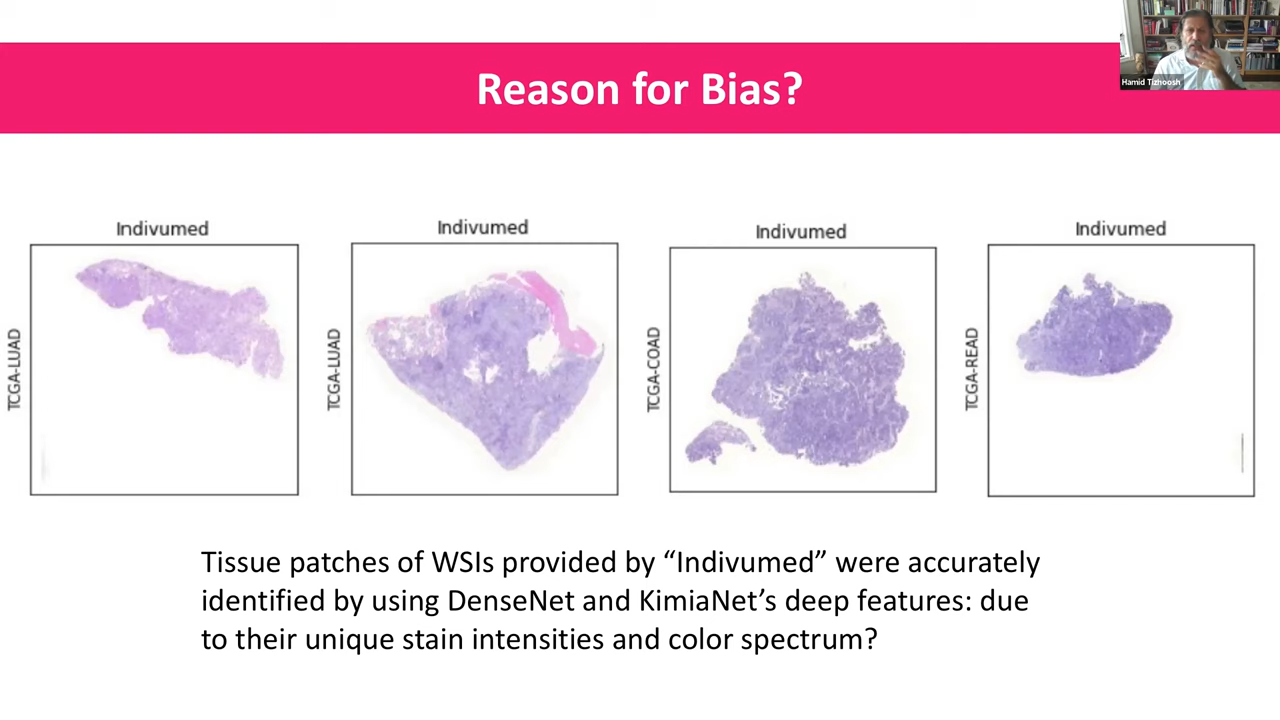 Reason for Bias?
Hamid Tizhoosh
Indivumed
Indivumed
Indivumed
Indivumed
TCGA-LUAD
TCGA-LUAD
TCGA-COAD
TCGA-READ
Tissue patches of WSIs provided by “Indivumed” were accurately
identified by using DenseNet and KimiaNet’s deep features: due
to their unique stain intensities and color spectrum?